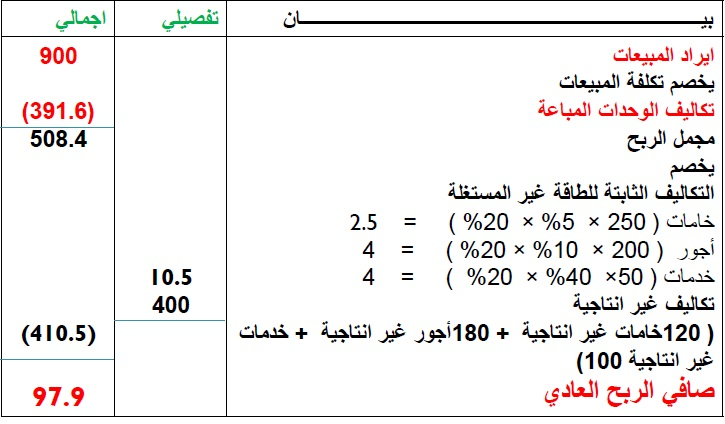 بيـــــــــان تفصيلي اجمالي
ايراد المبيعات 900
يخصم تكلفة المبيعات
تكاليف الوحدات المباعة (391.6)
مجمل الربح 508.4
يخصم
التكاليف الثابتة للطاقة غير المستغلة
خامات ( 250 × 5% × 20% ) = 2.5
أجور ( 200 × 10% × 20% ) = 4
خدمات ( 50× 40% × 20% ) = 4 10.5
تكاليف غير انتاجية 400
( 120خامات غير انتاجية + 180أجور غير انتاجية + خدمات (410.5)
غير انتاجية 100)
صافي الربح العادي 97.9